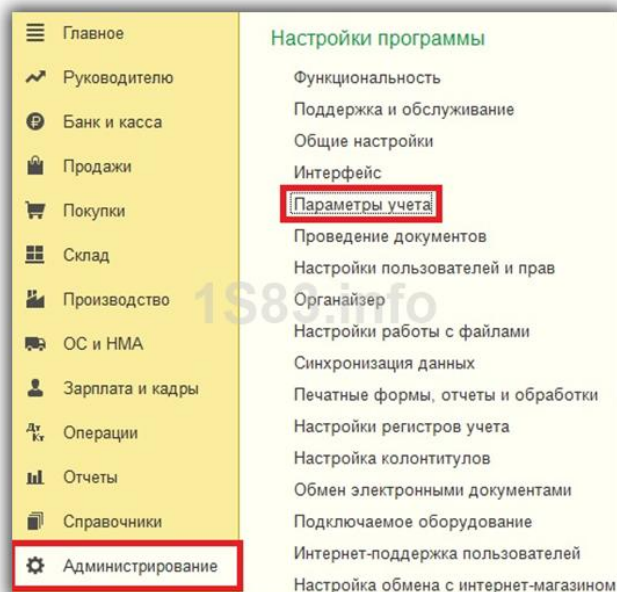 Главное
Руководителю
Банк и касса
Продажи
Покупки
Склад
Производство
ОС и НМА
Зарплата и кадры
Дт Кт Операции
Отчеты
Справочники
Администрирование
Настройки программы
Функциональность
Поддержка и обслуживание
Общие настройки
Интерфейс
Параметры учета
Проведение документов
Настройки пользователей и прав
Органайзер
Настройки работы с файлами
Синхронизация данных
Печатные формы, отчеты и обработки
Настройки регистров учета
Настройка колонтитулов
Обмен электронными документами
Подключаемое оборудование
Интернет-поддержка пользователей
Настройка обмена с интернет-магазином
1S83.info